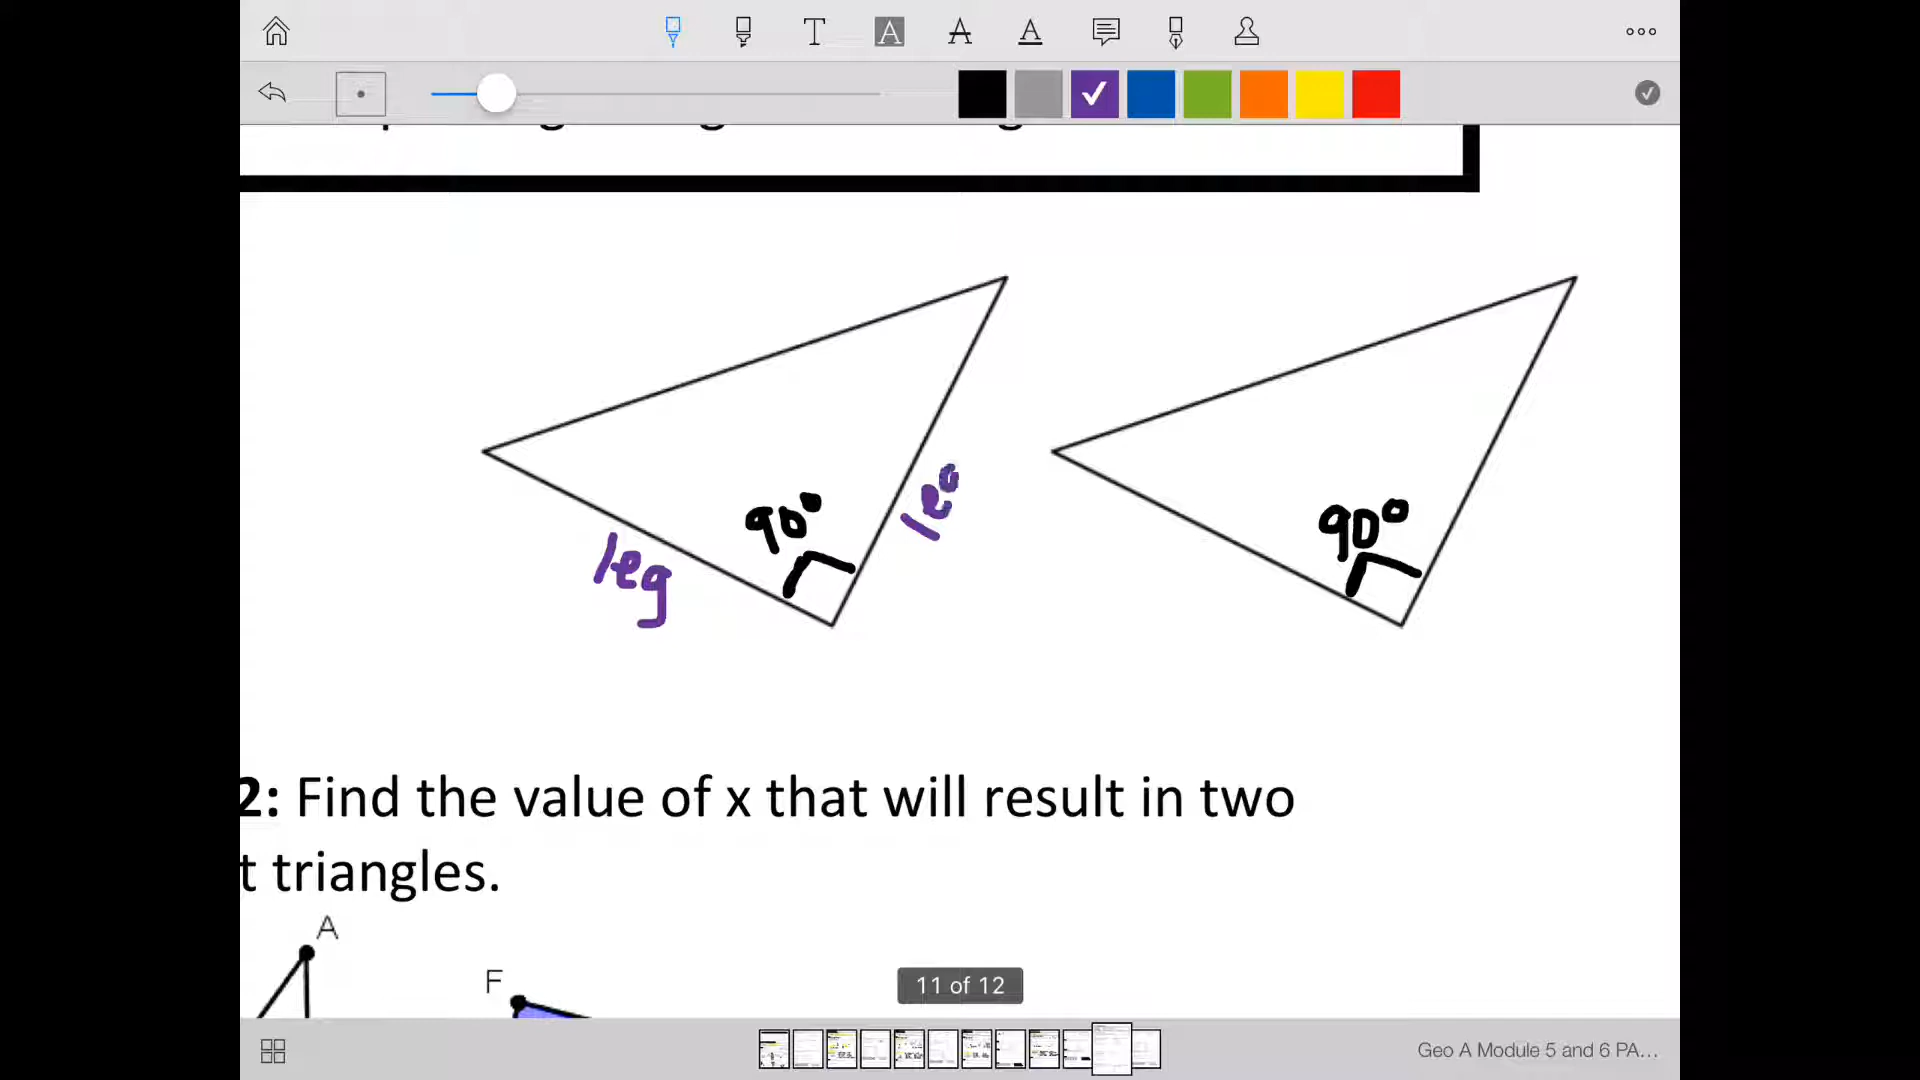 T A A A
90°
leg
90°
2: Find the value of x that will result in two
t triangles.
A
F
11 of 12
Geo A Module 5 and 6 PA...